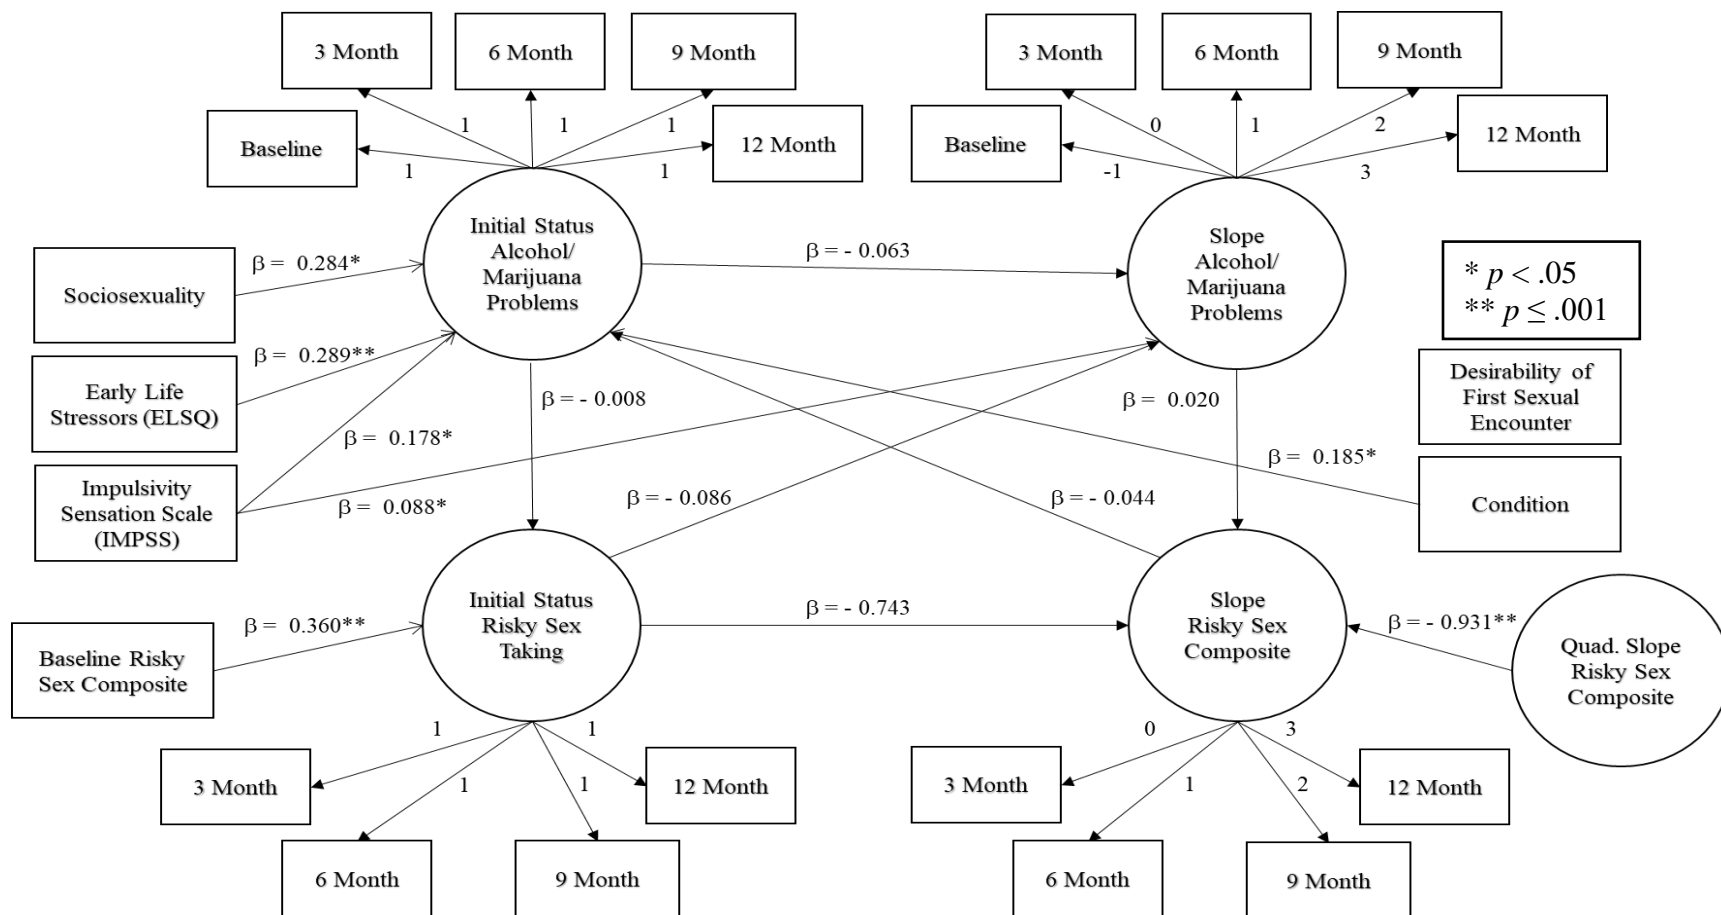 3 Month
6 Month
9 Month
3 Month
6 Month
9 Month
Baseline
12 Month
Baseline
12 Month
1
1
1
1
1
0
1
2
-1
3
Initial Status
Alcohol/
Marijuana
Problems
Slope
Alcohol/
Marijuana
Problems
Sociosexuality
β = 0.284*
β = - 0.063
* p < .05
** p ≤ .001
Early Life
Stressors (ELSQ)
β = 0.289**
β = - 0.008
β = 0.020
Desirability of
First Sexual
Encounter
β = 0.178*
Impulsivity
Sensation Scale
(IMPSS)
β = 0.088*
β = - 0.086
β = - 0.044
β = 0.185*
Condition
Baseline Risky
Sex Composite
β = 0.360**
Initial Status
Risky Sex
Taking
β = - 0.743
Slope
Risky Sex
Composite
β = - 0.931**
Quad. Slope
Risky Sex
Composite
1
1
1
1
0
1
2
3
3 Month
12 Month
3 Month
12 Month
6 Month
9 Month
6 Month
9 Month